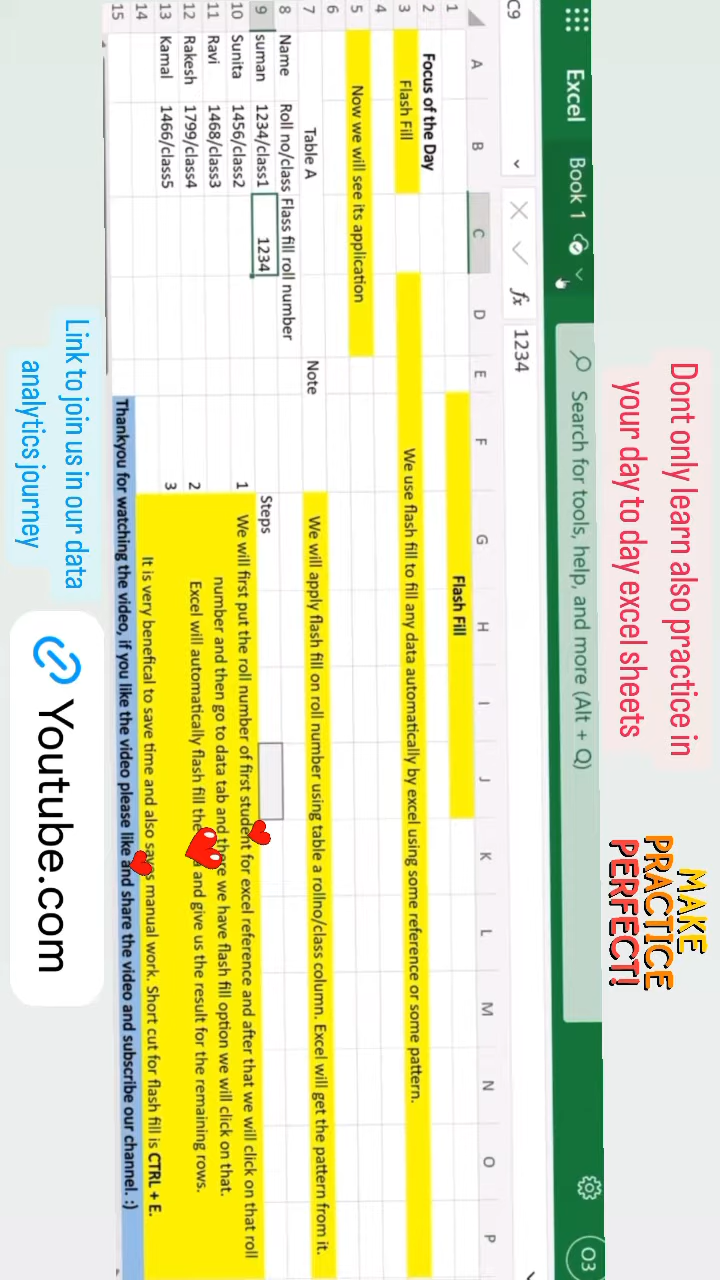 Dont only learn also practice in
your day to day excel sheets
MAKE
PRACTICE
PERFECT!
Excel Book 1
Search for tools, help, and more (Alt + Q)
03
C9 fx 1234
A B C D E F G H I J K L M N O P
1 Flash Fill
2 Focus of the Day
3 Flash Fill We use flash fill to fill any data automatically by excel using some reference or some pattern.
4
5 Now we will see its application
6
7 Table A Note We will apply flash fill on roll number using table a rollno/class column. Excel will get the pattern from it.
8 Name Roll no/class Flass fill roll number
9 suman 1234/class1 1234 Steps
10 Sunita 1456/class2 1 We will first put the roll number of first student for excel reference and after that we will click on that roll
11 Ravi 1468/class3 number and then go to data tab and there we have flash fill option we will click on that.
12 Rakesh 1799/class4 2 Excel will automatically flash fill the and give us the result for the remaining rows.
13 Kamal 1466/class5 3
14 It is very benefical to save time and also saves manual work. Short cut for flash fill is CTRL + E.
15 Thankyou for watching the video, if you like the video please like and share the video and subscribe our channel. :)
Link to join us in our data
analytics journey
Youtube.com